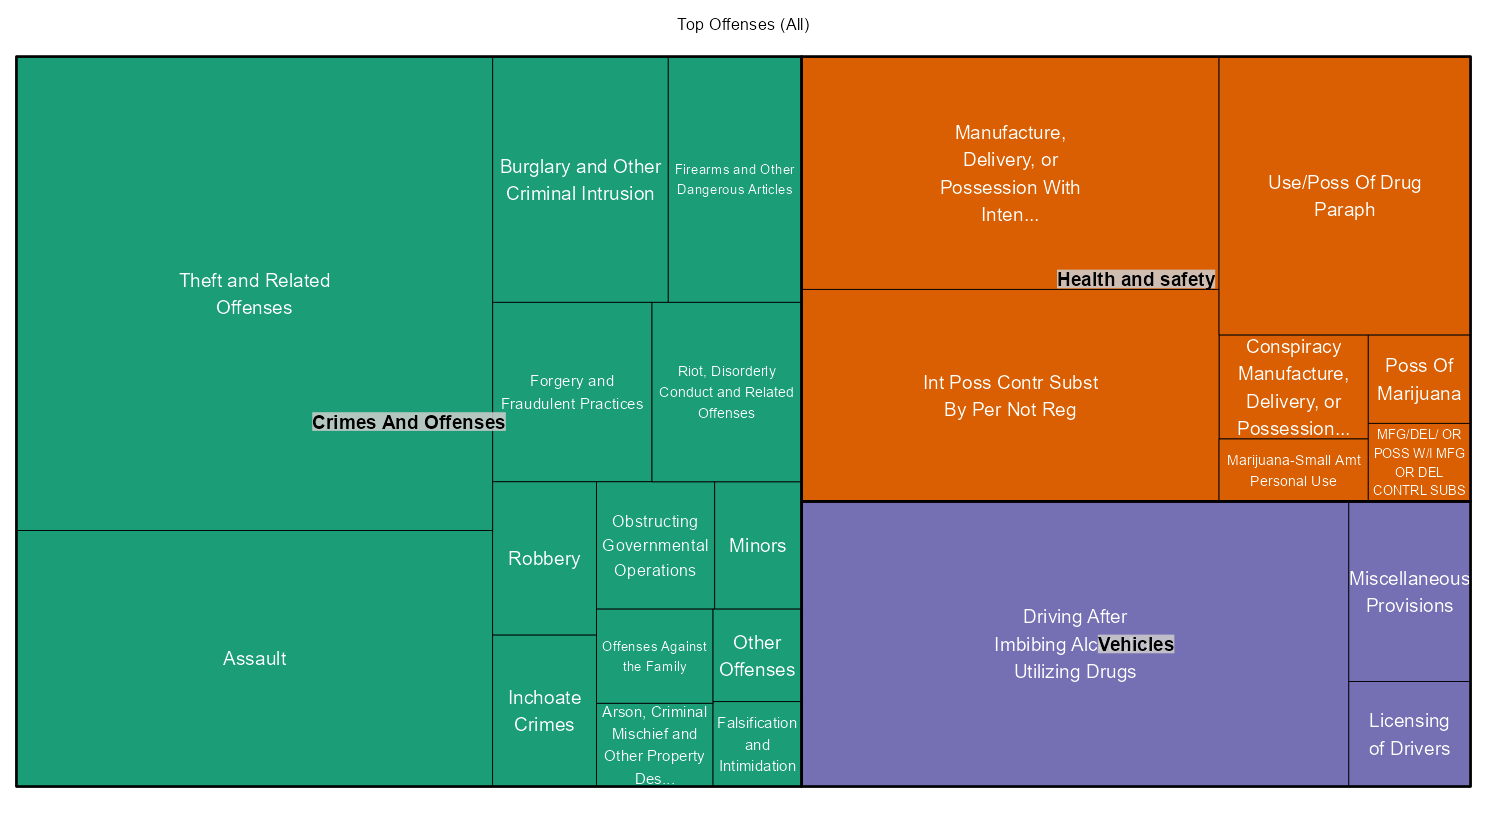 Top Offenses (All)
Theft and Related
Offenses
Crimes And Offenses
Assault
Burglary and Other
Criminal Intrusion
Firearms and Other
Dangerous Articles
Forgery and
Fraudulent Practices
Riot, Disorderly
Conduct and Related
Offenses
Robbery
Obstructing
Governmental
Operations
Minors
Inchoate
Crimes
Offenses Against
the Family
Other
Offenses
Arson, Criminal
Mischief and
Other Property
Des...
Falsification
and
Intimidation
Manufacture,
Delivery, or
Possession With
Inten...
Health and safety
Int Poss Contr Subst
By Per Not Reg
Use/Poss Of Drug
Paraph
Conspiracy
Manufacture,
Delivery, or
Possession...
Poss Of
Marijuana
Marijuana-Small Amt
Personal Use
MFG/DEL/ OR
POSS W/I MFG
OR DEL
CONTRL SUBS
Driving After
Imbibing Alc
Vehicles
Utilizing Drugs
Miscellaneous
Provisions
Licensing
of Drivers